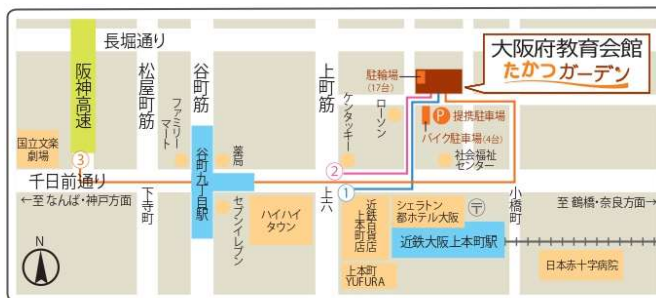 長堀通り
阪神高速
松屋町筋
谷町筋
上町筋
大阪府教育会館
たかつガーデン
駐輪場
(17台)
P
提携駐車場
バイク駐車場(4台)
ファミリー
マート
薬局
ケンタッキー
ローソン
社会福祉
センター
国立文楽
劇場
③
②
①
谷町九丁目駅
千日前通り
←至 なんば・神戸方面
下寺町
セブンイレブン
ハイハイ
タウン
上六
近鉄百貨店
上本町店
シェラトン
都ホテル大阪
〒
小橋町
至 鶴橋・奈良方面→
近鉄大阪上本町駅
上本町
YUFURA
日本赤十字病院
N